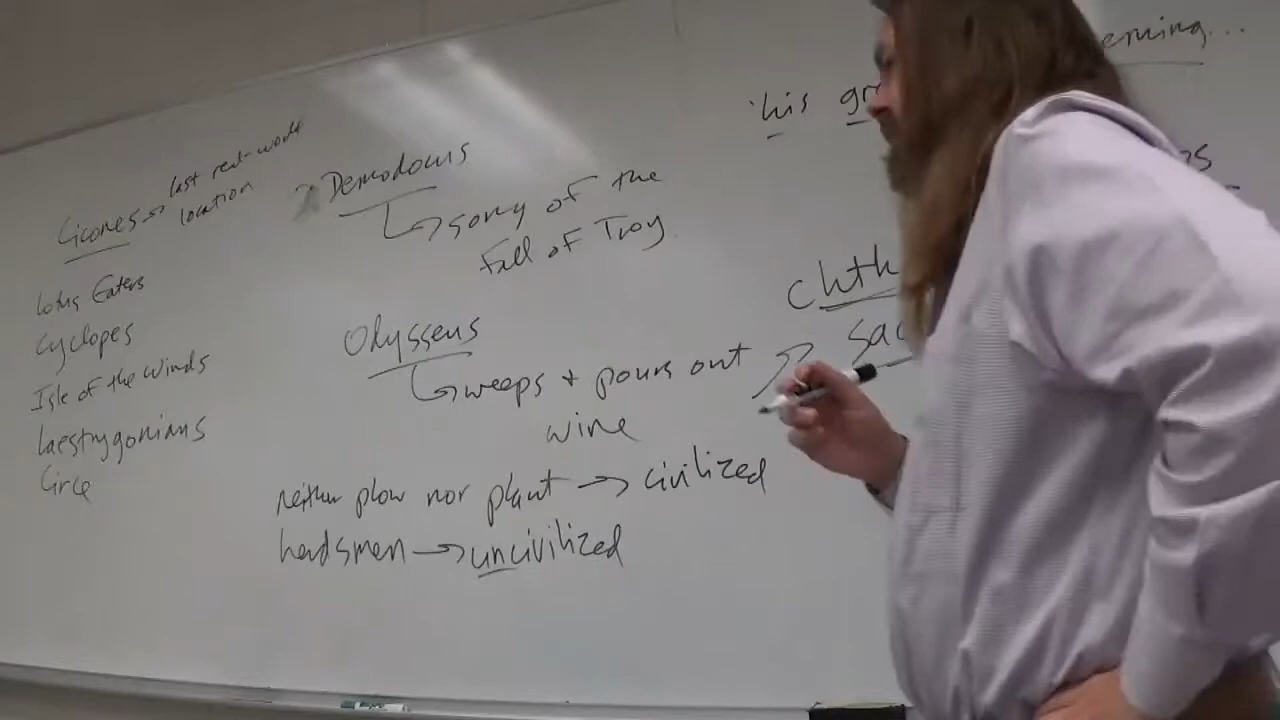 Cicones → last real-world
location
Lotus Eaters
Cyclopes
Isle of the Winds
Laestrygonians
Circe
Demodocus
↳ song of the
Fall of Troy
Odysseus
↳ weeps + pours out
wine
neither plow nor plant → civilized
herdsmen → uncivilized
his